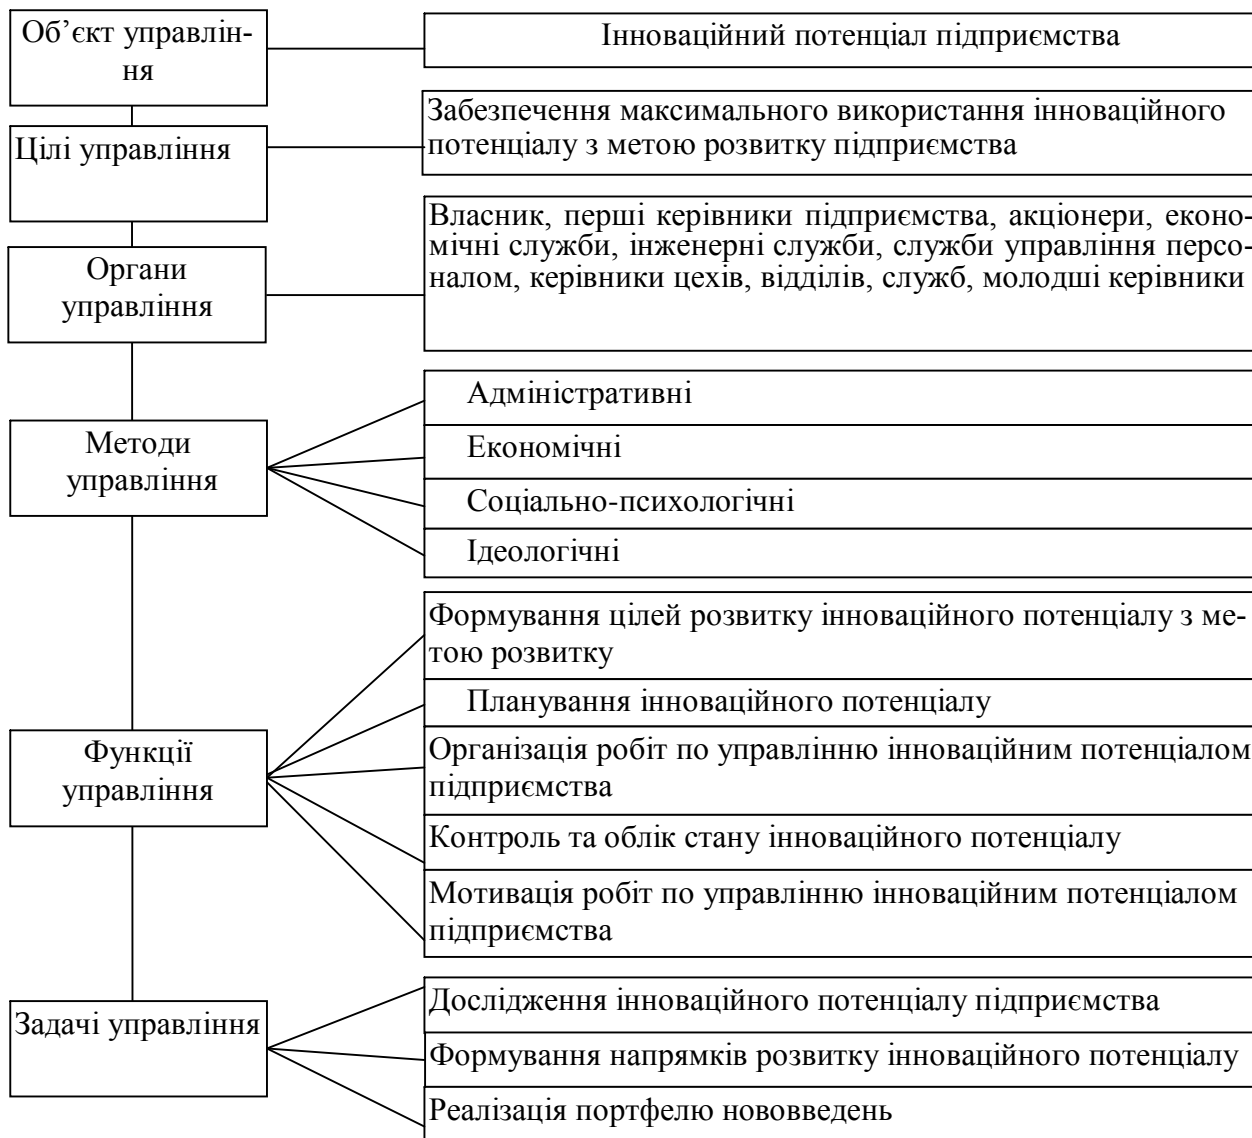 Об’єкт управлін-
ня
Інноваційний потенціал підприємства
Цілі управління
Забезпечення максимального використання інноваційного
потенціалу з метою розвитку підприємства
Органи
управління
Власник, перші керівники підприємства, акціонери, еконо-
мічні служби, інженерні служби, служби управління персо-
налом, керівники цехів, відділів, служб, молодші керівники
Методи
управління
Адміністративні
Економічні
Соціально-психологічні
Ідеологічні
Функції
управління
Формування цілей розвитку інноваційного потенціалу з ме-
тою розвитку
Планування інноваційного потенціалу
Організація робіт по управлінню інноваційним потенціалом
підприємства
Контроль та облік стану інноваційного потенціалу
Мотивація робіт по управлінню інноваційним потенціалом
підприємства
Задачі управління
Дослідження інноваційного потенціалу підприємства
Формування напрямків розвитку інноваційного потенціалу
Реалізація портфелю нововведень